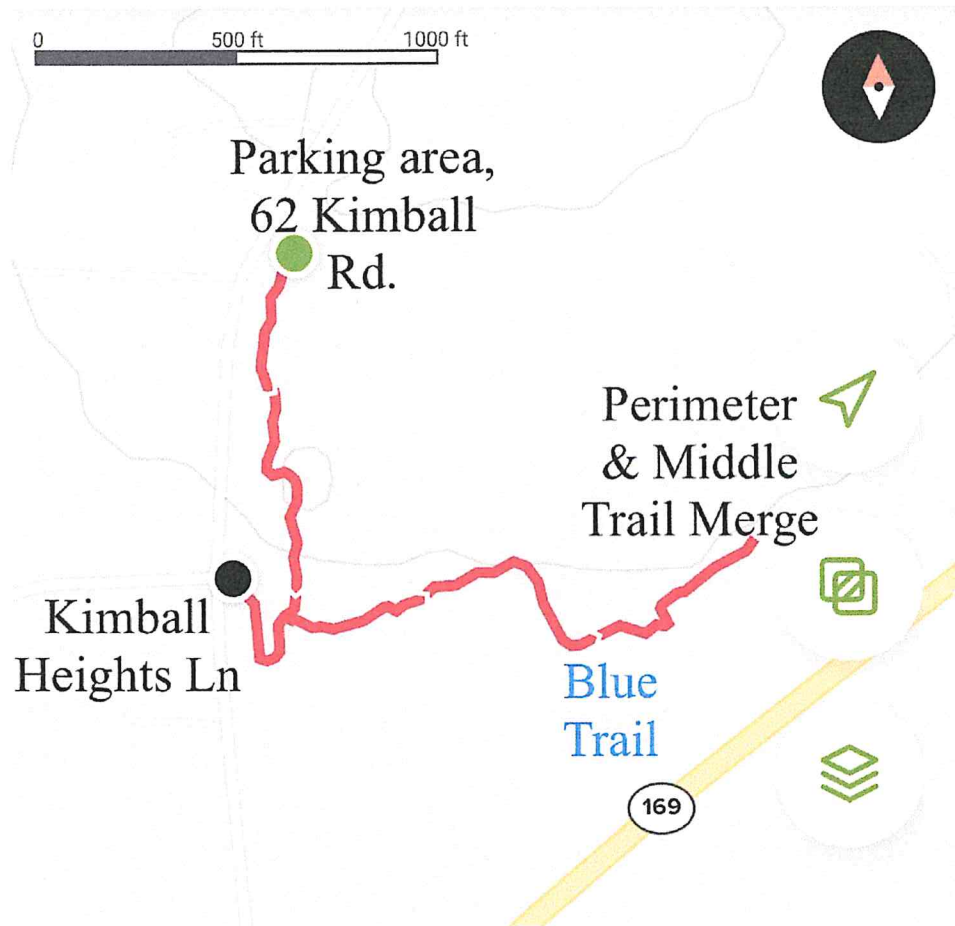 0 500 ft 1000 ft
Parking area,
62 Kimball
Rd.
Perimeter
& Middle
Trail Merge
Kimball
Heights Ln
Blue
Trail
169